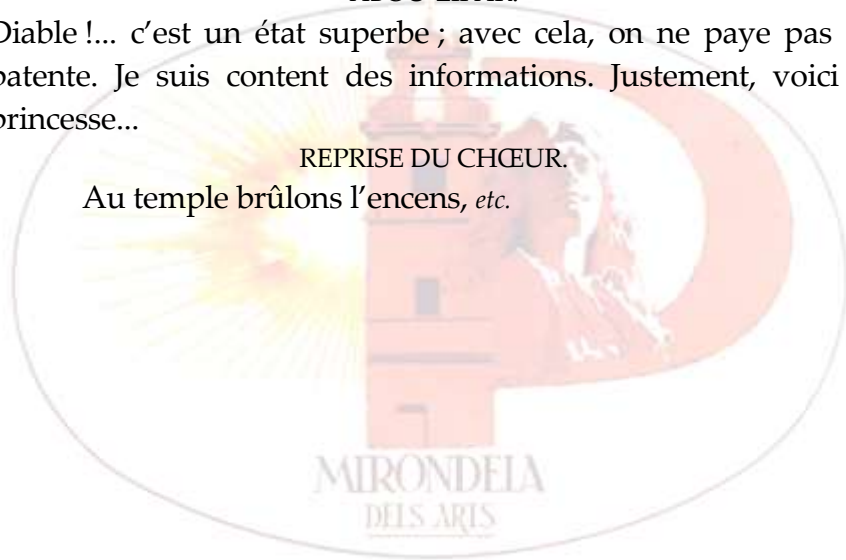 Diable !... c’est un état superbe ; avec cela, on ne paye pas
patente. Je suis content des informations. Justement, voici
princesse...
REPRISE DU CHŒUR.
Au temple brûlons l’encens, etc.
MIRONDELA
DELS ARTS